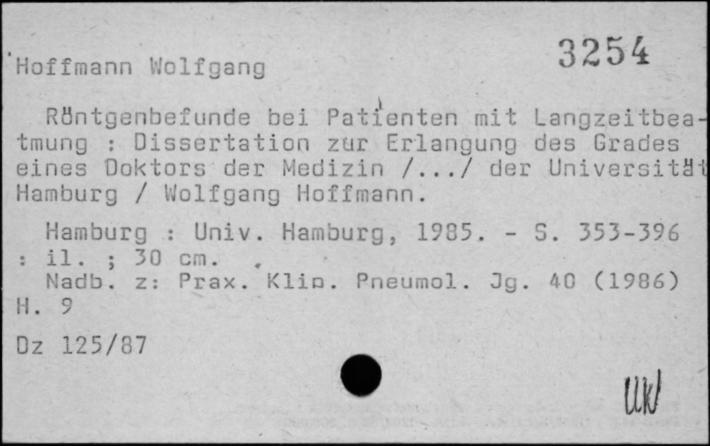 3254
Hoffmann Wolfgang
Röntgenbefunde bei Patienten mit Langzeitbea-
tmung : Dissertation zur Erlangung des Grades
eines Doktors der Medizin /.../ der Universität
Hamburg / Wolfgang Hoffmann.
Hamburg : Univ. Hamburg, 1985. - S. 353-396
: il. ; 30 cm.
Nadb. z: Prax. Klin. Pneumol. Jg. 40 (1986)
H. 9
Dz 125/87